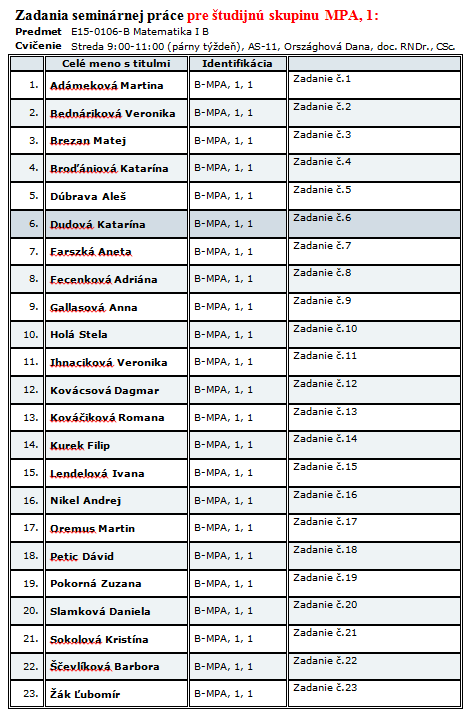 Zadania seminárnej práce pre študijnú skupinu MPA, 1:
Predmet E15-0106-B Matematika I B
Cvičenie Streda 9:00-11:00 (párny týždeň), AS-11, Országhová Dana, doc. RNDr., CSc.
Celé meno s titulmi Identifikácia
1. Adámeková Martina B-MPA, 1, 1 Zadanie č.1
2. Bednáriková Veronika B-MPA, 1, 1 Zadanie č.2
3. Brezan Matej B-MPA, 1, 1 Zadanie č.3
4. Broďániová Katarína B-MPA, 1, 1 Zadanie č.4
5. Dúbrava Aleš B-MPA, 1, 1 Zadanie č.5
6. Dudová Katarína B-MPA, 1, 1 Zadanie č.6
7. Farszká Aneta B-MPA, 1, 1 Zadanie č.7
8. Fecenková Adriána B-MPA, 1, 1 Zadanie č.8
9. Gallasová Anna B-MPA, 1, 1 Zadanie č.9
10. Holá Stela B-MPA, 1, 1 Zadanie č.10
11. Ihnaciková Veronika B-MPA, 1, 1 Zadanie č.11
12. Kovácsová Dagmar B-MPA, 1, 1 Zadanie č.12
13. Kováčiková Romana B-MPA, 1, 1 Zadanie č.13
14. Kurek Filip B-MPA, 1, 1 Zadanie č.14
15. Lendelová Ivana B-MPA, 1, 1 Zadanie č.15
16. Nikel Andrej B-MPA, 1, 1 Zadanie č.16
17. Oremus Martin B-MPA, 1, 1 Zadanie č.17
18. Petic Dávid B-MPA, 1, 1 Zadanie č.18
19. Pokorná Zuzana B-MPA, 1, 1 Zadanie č.19
20. Slamková Daniela B-MPA, 1, 1 Zadanie č.20
21. Sokolová Kristína B-MPA, 1, 1 Zadanie č.21
22. Ščevlíková Barbora B-MPA, 1, 1 Zadanie č.22
23. Žák Ľubomír B-MPA, 1, 1 Zadanie č.23